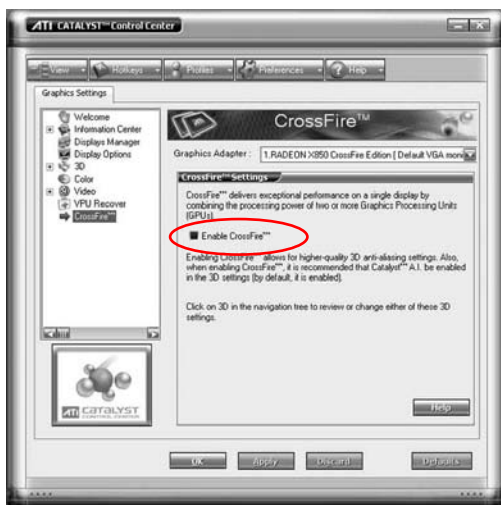 ATI CATALYST™ Control Center
View Hotkeys Profiles Preferences Help
Graphics Settings
Welcome
Information Center
Displays Manager
Display Options
3D
Color
Video
VPU Recover
CrossFire™
CrossFire™
Graphics Adapter :
1.RADEON X850 CrossFire Edition [ Default VGA moni
CrossFire™ Settings
CrossFire™ delivers exceptional performance on a single display by
combining the processing power of two or more Graphics Processing Units
(GPUs).
Enable CrossFire™
Enabling CrossFire™ allows for higher-quality 3D anti-aliasing settings. Also,
when enabling CrossFire™, it is recommended that Catalyst™ A.I. be enabled
in the 3D settings (by default, it is enabled).
Click on 3D in the navigation tree to review or change either of these 3D
settings.
ATI CATALYST
CONTROL CENTER
Help
OK Apply Discard Defaults